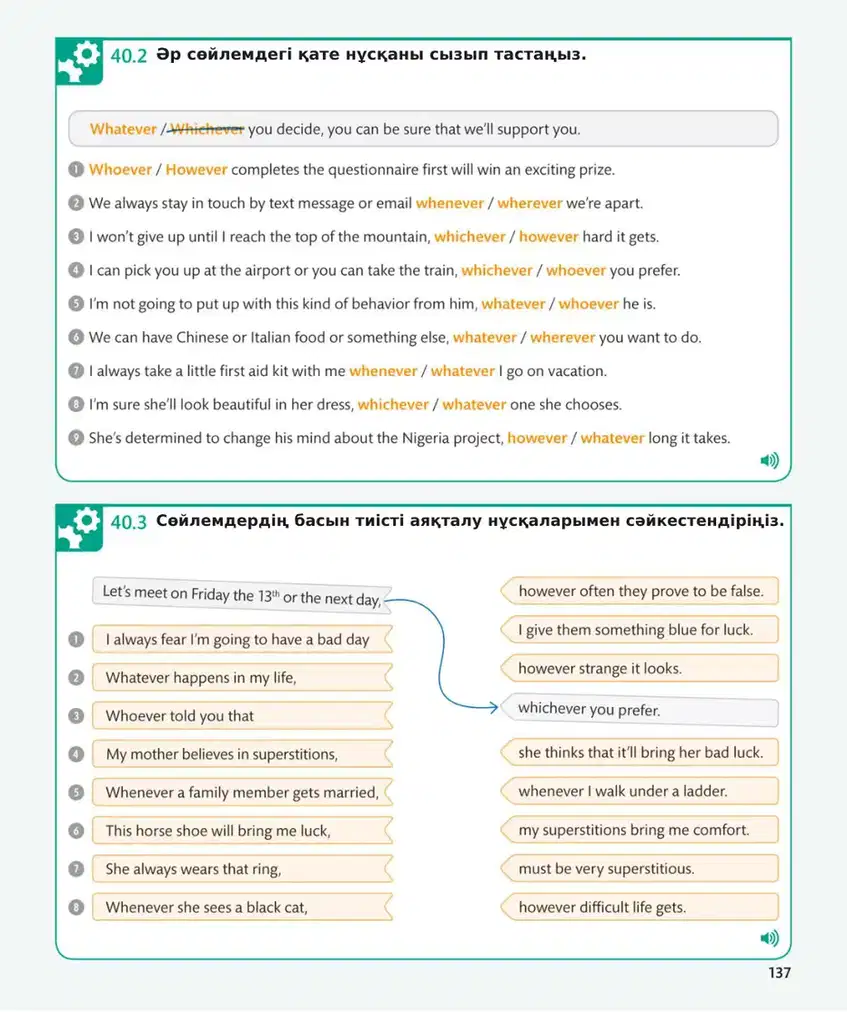 40.2 Әр сөйлемдегі қате нұсқаны сызып тастаңыз.
Whatever / Whichever you decide, you can be sure that we'll support you.
1 Whoever / However completes the questionnaire first will win an exciting prize.
2 We always stay in touch by text message or email whenever / wherever we're apart.
3 I won't give up until I reach the top of the mountain, whichever / however hard it gets.
4 I can pick you up at the airport or you can take the train, whichever / whoever you prefer.
5 I'm not going to put up with this kind of behavior from him, whatever / whoever he is.
6 We can have Chinese or Italian food or something else, whatever / wherever you want to do.
7 I always take a little first aid kit with me whenever / whatever I go on vacation.
8 I'm sure she'll look beautiful in her dress, whichever / whatever one she chooses.
9 She's determined to change his mind about the Nigeria project, however / whatever long it takes.
40.3 Сөйлемдердің басын тиісті аяқталу нұсқаларымен сәйкестендіріңіз.
Let's meet on Friday the 13th or the next day,
1 I always fear I'm going to have a bad day
2 Whatever happens in my life,
3 Whoever told you that
4 My mother believes in superstitions,
5 Whenever a family member gets married,
6 This horse shoe will bring me luck,
7 She always wears that ring,
8 Whenever she sees a black cat,
however often they prove to be false.
I give them something blue for luck.
however strange it looks.
whichever you prefer.
she thinks that it'll bring her bad luck.
whenever I walk under a ladder.
my superstitions bring me comfort.
must be very superstitious.
however difficult life gets.
137